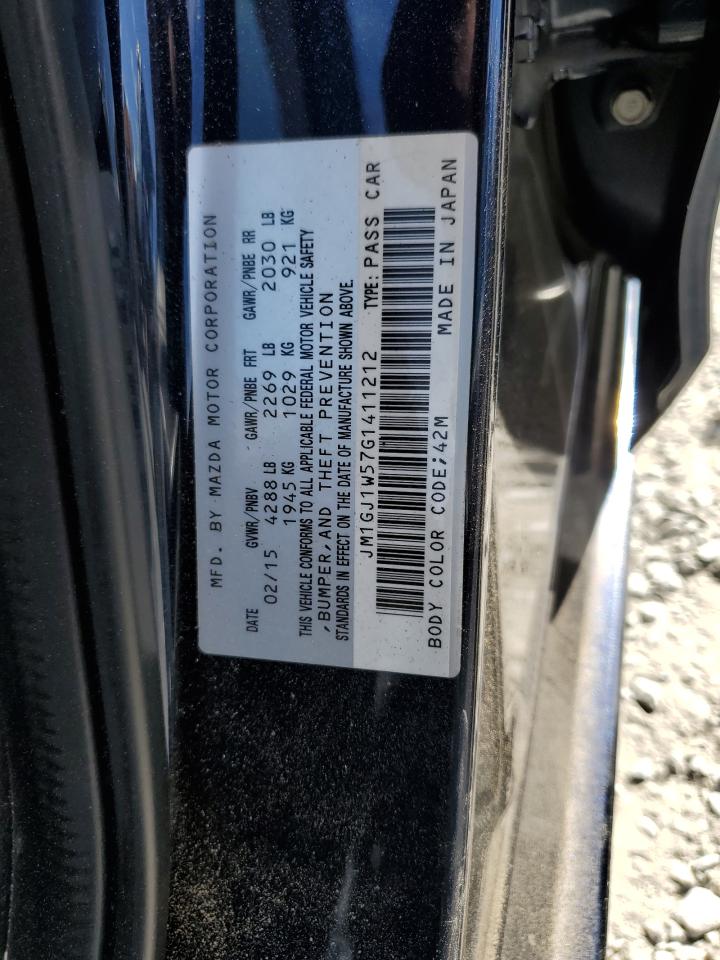 MFD. BY MAZDA MOTOR CORPORATION
DATE GVWR/PNBV GAWR/PNBE FRT GAWR/PNBE RR
02/15 4288 LB 2269 LB 2030 LB
1945 KG 1029 KG 921 KG
THIS VEHICLE CONFORMS TO ALL APPLICABLE FEDERAL MOTOR VEHICLE SAFETY
,BUMPER,AND THEFT PREVENTION
STANDARDS IN EFFECT ON THE DATE OF MANUFACTURE SHOWN ABOVE.
JM1GJ1W57G1411212 TYPE: PASS CAR
BODY COLOR CODE;42M MADE IN JAPAN